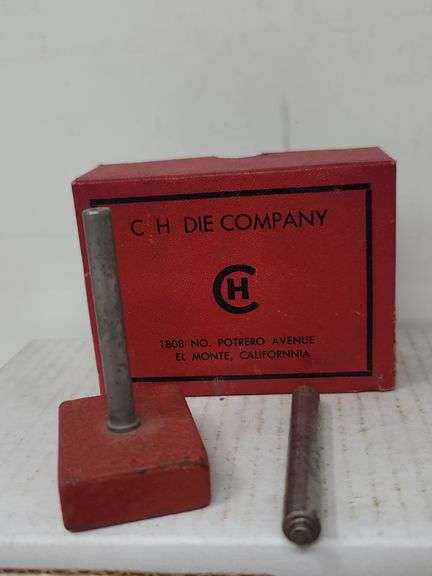 C H DIE COMPANY
CH
1808 NO. POTRERO AVENUE
EL MONTE, CALIFORNNIA